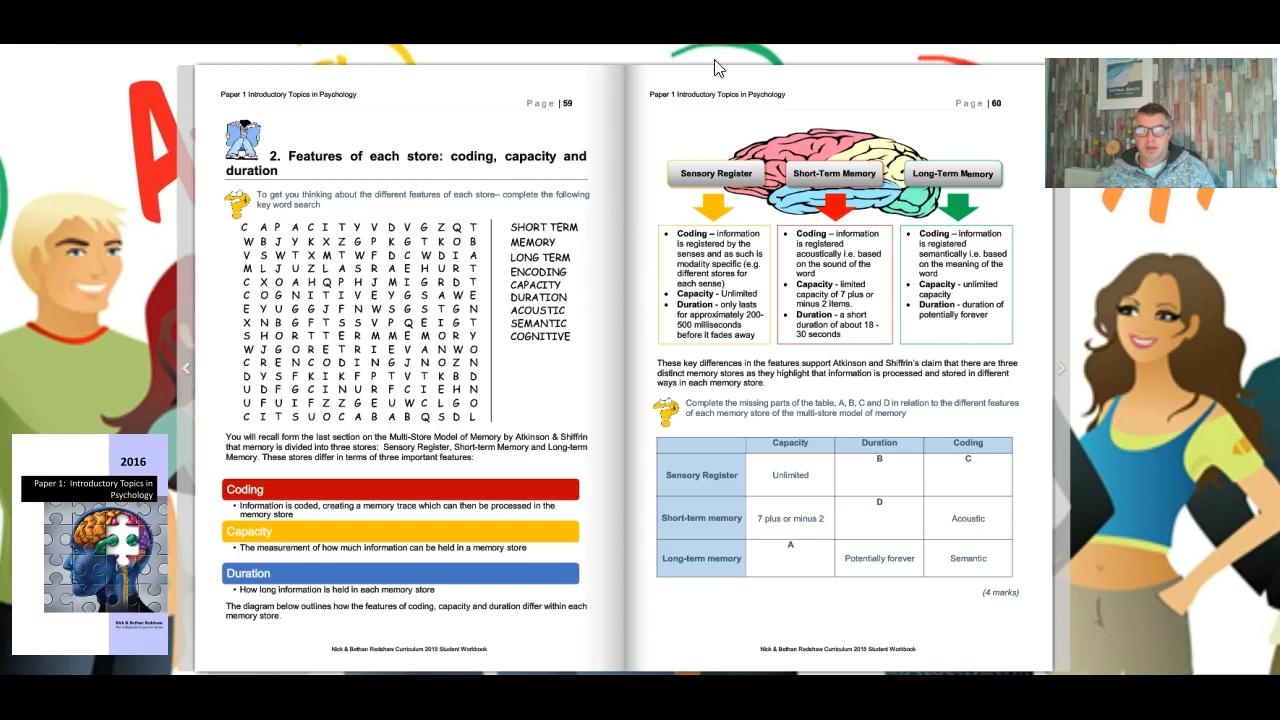 Paper 1 Introductory Topics in Psychology
Page | 59
2. Features of each store: coding, capacity and
duration
To get you thinking about the different features of each store– complete the following
key word search
C A P A C I T Y V D V G Z Q T
W B J Y K X Z G P K G T K O B
V S W T X M T W F D C W D I A
M L J U Z L A S R A E H U R T
C X O A H Q P H J M I G R D T
C O G N I T I V E Y G S A W E
E Y U G G J F N W S G S T G N
X N B G F T S S V P Q E I G T
S H O R T T E R M M E M O R Y
W J G O R E T R I E V A N W O
C R E N C O D I N G J N O Z N
D Y S F K I K F P T V T K B D
U D F G C I N U R F C I E H N
U F U I F Z Z G E U W C L G O
C I T S U O C A B A B Q S D L
SHORT TERM
MEMORY
LONG TERM
ENCODING
CAPACITY
DURATION
ACOUSTIC
SEMANTIC
COGNITIVE
You will recall form the last section on the Multi-Store Model of Memory by Atkinson & Shiffrin
that memory is divided into three stores: Sensory Register, Short-term Memory and Long-term
Memory. These stores differ in terms of three important features:
Coding
• Information is coded, creating a memory trace which can then be processed in the
memory store
Capacity
• The measurement of how much information can be held in a memory store
Duration
• How long information is held in each memory store
The diagram below outlines how the features of coding, capacity and duration differ within each
memory store.
Nick & Bethan Redshaw Curriculum 2015 Student Workbook
Paper 1 Introductory Topics in Psychology
Page | 60
Sensory Register
Short-Term Memory
Long-Term Memory
• Coding – information
is registered by the
senses and as such is
modality specific (e.g.
different stores for
each sense)
• Capacity - Unlimited
• Duration – only lasts
for approximately 200-
500 milliseconds
before it fades away
• Coding – information
is registered
acoustically i.e. based
on the sound of the
word
• Capacity - limited
capacity of 7 plus or
minus 2 items.
• Duration - a short
duration of about 18 -
30 seconds
• Coding – information
is registered
semantically i.e. based
on the meaning of the
word
• Capacity - unlimited
capacity
• Duration - duration of
potentially forever
These key differences in the features support Atkinson and Shiffrin's claim that there are three
distinct memory stores as they highlight that information is processed and stored in different
ways in each memory store.
Complete the missing parts of the table, A, B, C and D in relation to the different features
of each memory store of the multi-store model of memory
Capacity Duration Coding
B C
Sensory Register Unlimited
D
Short-term memory 7 plus or minus 2 Acoustic
A
Long-term memory Potentially forever Semantic
(4 marks)
Nick & Bethan Redshaw Curriculum 2015 Student Workbook
2016
Paper 1: Introductory Topics in
Psychology
Nick & Bethan Redshaw
The Independent Learner Series